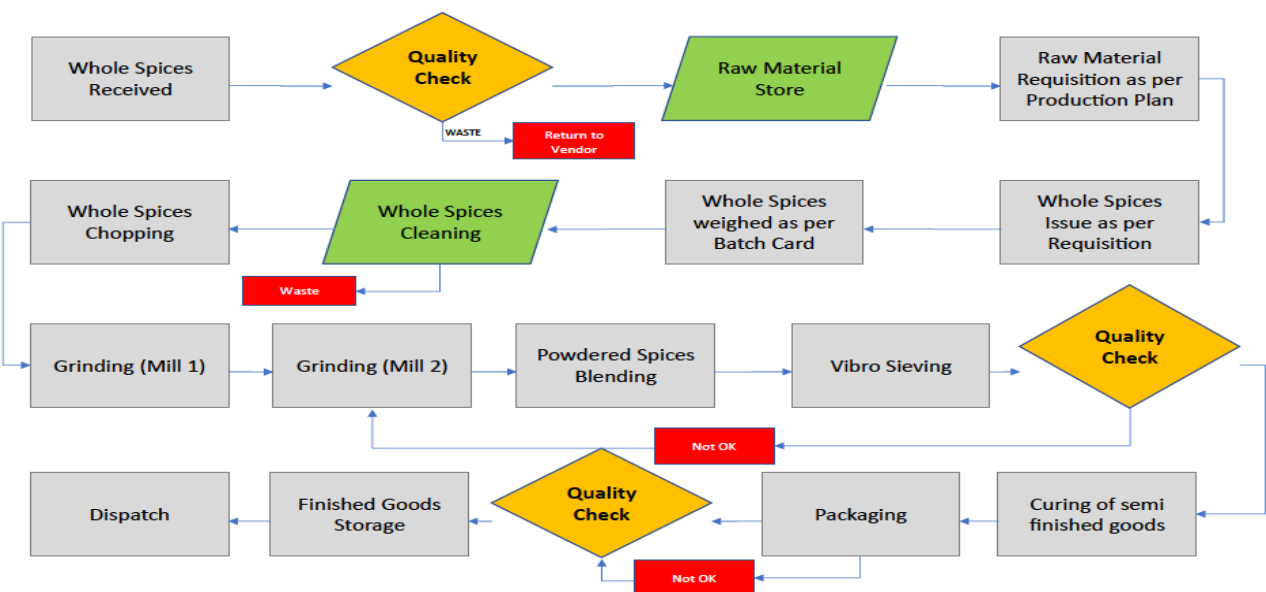 Whole Spices
Received
Quality
Check
Raw Material
Store
Raw Material
Requisition as per
Production Plan
WASTE
Return to
Vendor
Whole Spices
Chopping
Whole Spices
Cleaning
Whole Spices
weighed as per
Batch Card
Whole Spices
Issue as per
Requisition
Waste
Grinding (Mill 1)
Grinding (Mill 2)
Powdered Spices
Blending
Vibro Sieving
Quality
Check
Not OK
Dispatch
Finished Goods
Storage
Quality
Check
Packaging
Curing of semi
finished goods
Not OK